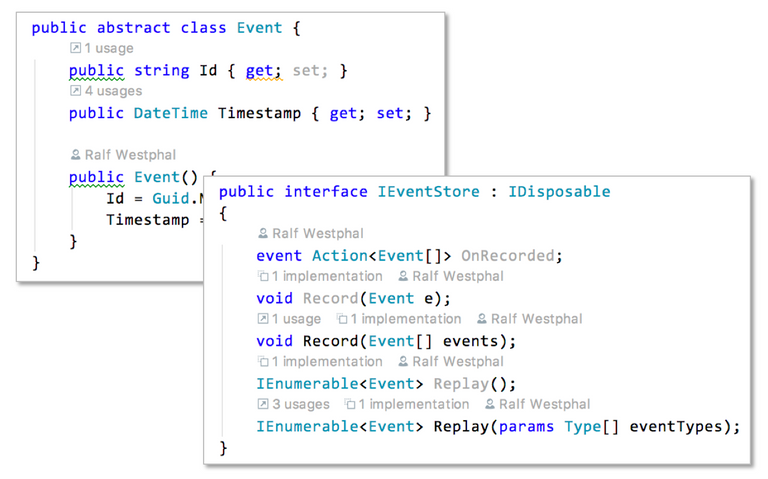 public abstract class Event {
1 usage
public string Id { get; set; }
4 usages
public DateTime Timestamp { get; set; }
Ralf Westphal
public Event() {
Id = Guid.
Timestamp =
}
}
public interface IEventStore : IDisposable
{
Ralf Westphal
event Action<Event[]> OnRecorded;
1 implementation Ralf Westphal
void Record(Event e);
1 usage 1 implementation Ralf Westphal
void Record(Event[] events);
1 implementation Ralf Westphal
IEnumerable<Event> Replay();
3 usages 1 implementation Ralf Westphal
IEnumerable<Event> Replay(params Type[] eventTypes);
}